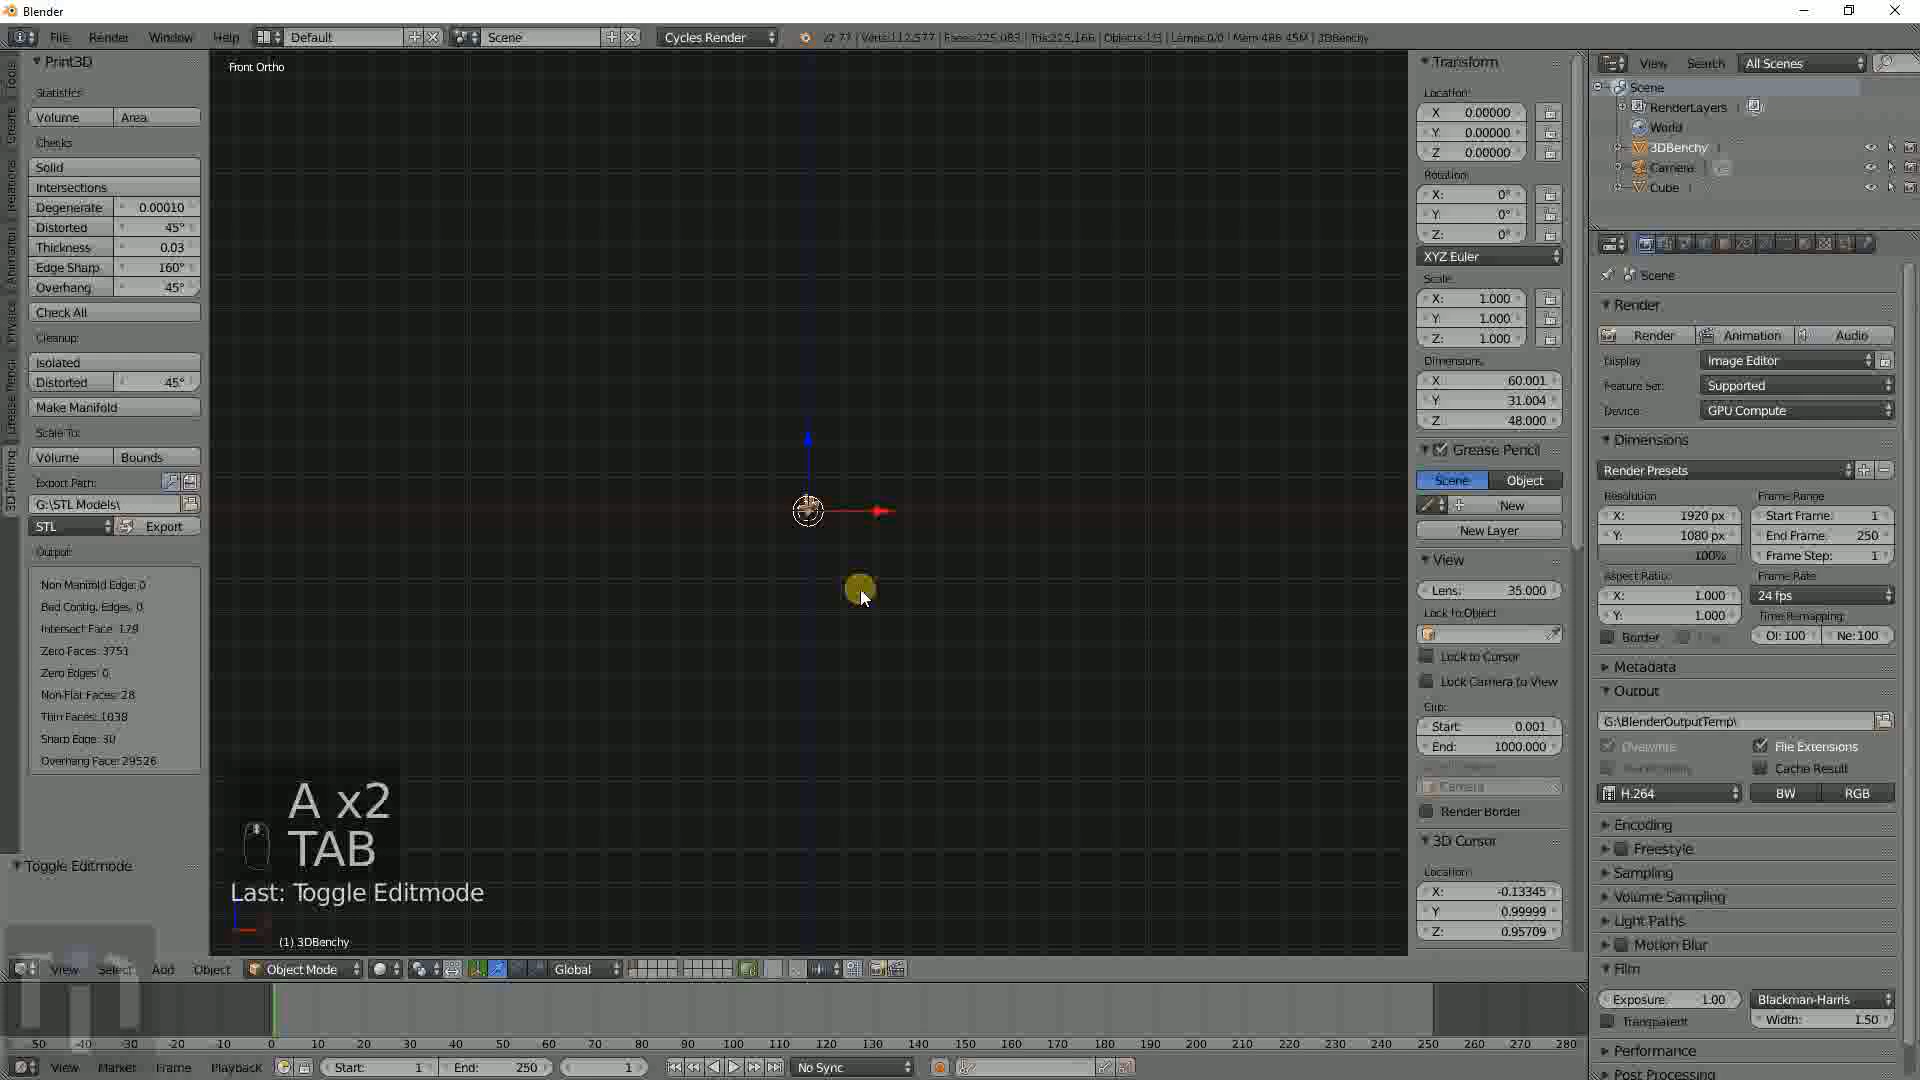 Blender
File Render Window Help Default Scene Cycles Render v2.77 | Verts:112,577 | Faces:225,083 | Tris:225,166 | Objects:1/3 | Lamps:0/0 | Mem:486.45M | 3DBenchy
Print3D
Statistics:
Volume Area
Checks
Solid
Intersections
Degenerate 0.00010
Distorted 45°
Thickness 0.03
Edge Sharp 160°
Overhang 45°
Check All
Cleanup:
Isolated
Distorted 45°
Make Manifold
Scale To:
Volume Bounds
Export Path:
G:\STL Models\
STL Export
Output:
Non Manifold Edge: 0
Bad Contig. Edges: 0
Intersect Face: 179
Zero Faces: 3751
Zero Edges: 0
Non-Flat Faces: 28
Thin Faces: 1038
Sharp Edge: 30
Overhang Face: 29526
Toggle Editmode
Tools
Create
Relations
Animation
Physics
Grease Pencil
3D Printing
Front Ortho
A x2
TAB
Last: Toggle Editmode
(1) 3DBenchy
Transform
Location:
X 0.00000
Y: 0.00000
Z 0.00000
Rotation:
X: 0°
Y: 0°
Z: 0°
XYZ Euler
Scale:
X: 1.000
Y: 1.000
Z: 1.000
Dimensions:
X 60.001
Y: 31.004
Z 48.000
Grease Pencil
Scene Object
New
New Layer
View
Lens: 35.000
Lock to Object:
Lock to Cursor
Lock Camera to View
Clip:
Start: 0.001
End: 1000.000
Camera
Render Border
3D Cursor
Location:
X: -0.13345
Y 0.99999
Z: 0.95709
View Search All Scenes
Scene
RenderLayers
World
3DBenchy
Camera
Cube
Scene
Render
Render Animation Audio
Display: Image Editor
Feature Set: Supported
Device: GPU Compute
Dimensions
Render Presets
Resolution: Frame Range:
X: 1920 px Start Frame: 1
Y: 1080 px End Frame: 250
100% Frame Step: 1
Aspect Ratio: Frame Rate:
X: 1.000 24 fps
Y: 1.000 Time Remapping:
Border Ol: 100 Ne: 100
Metadata
Output
G:\BlenderOutputTemp\
Overwrite File Extensions
Cache Result
H.264 BW RGB
Encoding
Freestyle
Sampling
Volume Sampling
Light Paths
Motion Blur
Film
Exposure: 1.00 Blackman-Harris
Transparent Width: 1.50
Performance
Post Processing
View Select Add Object Object Mode Global
-50 -40 -30 -20 -10 0 10 20 30 40 50 60 70 80 90 100 110 120 130 140 150 160 170 180 190 200 210 220 230 240 250 260 270 280
View Marker Frame Playback Start: 1 End: 250 1 No Sync